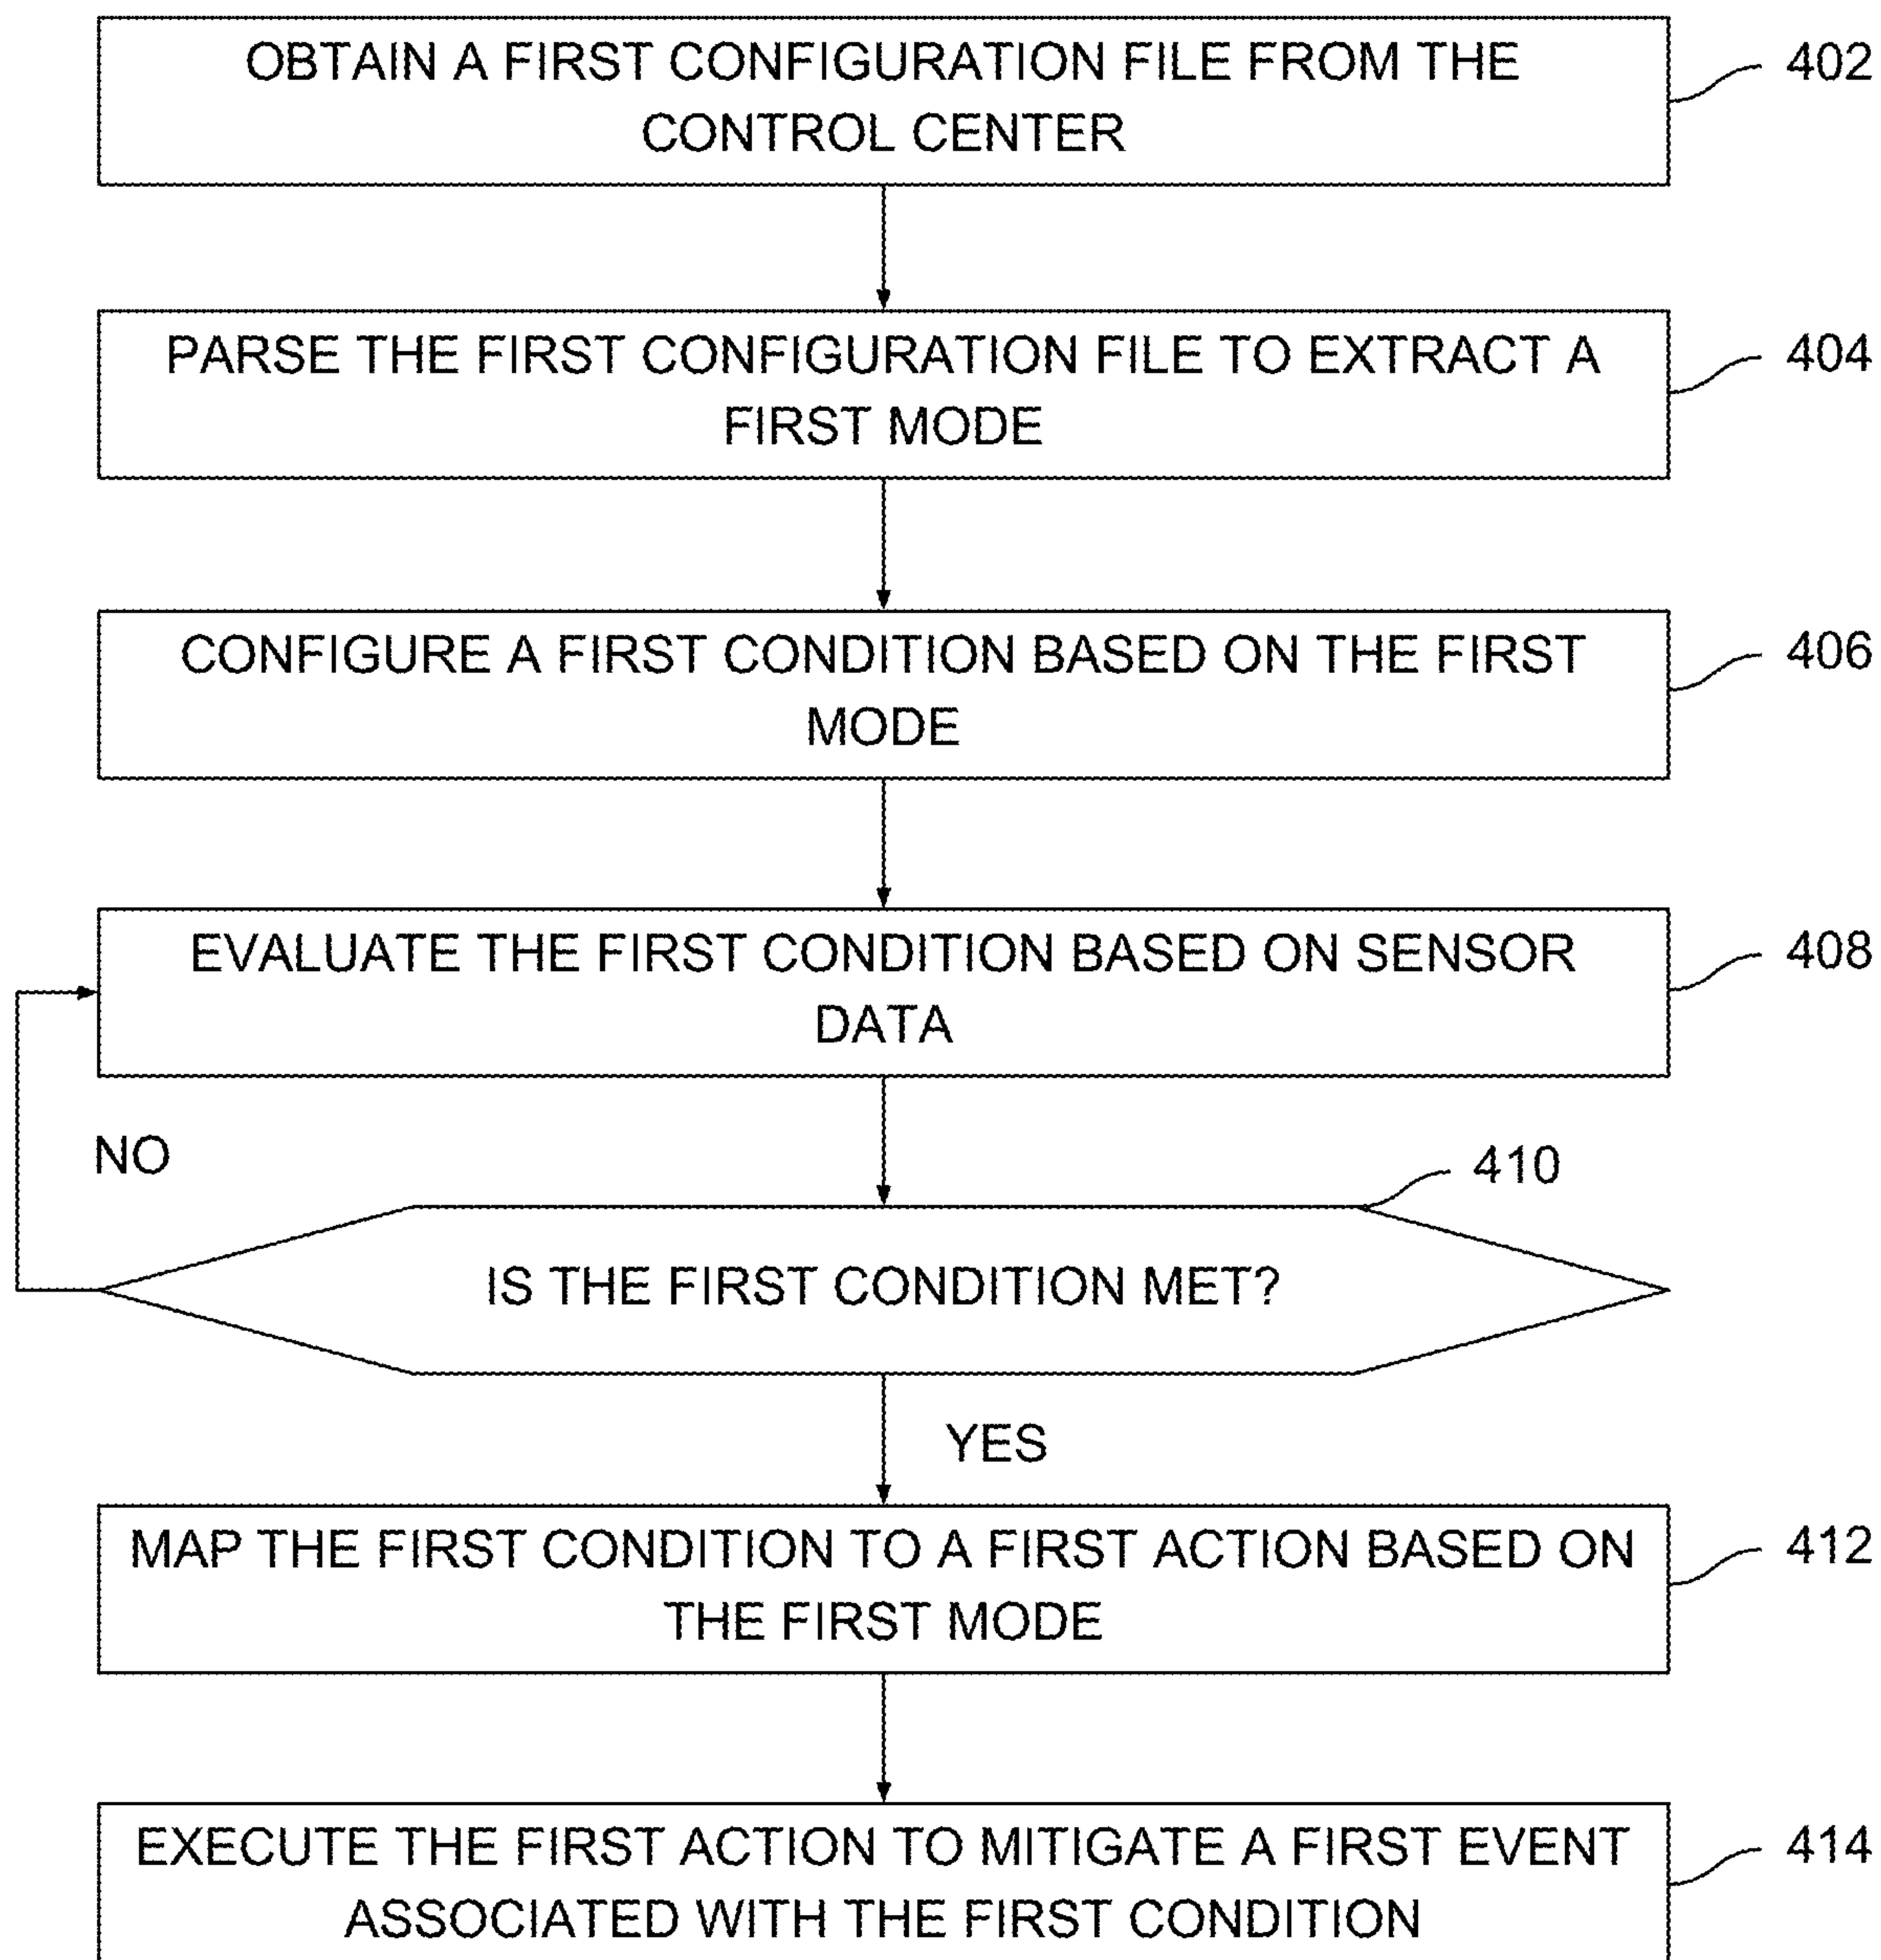 OBTAIN A FIRST CONFIGURATION FILE FROM THE
CONTROL CENTER
402
PARSE THE FIRST CONFIGURATION FILE TO EXTRACT A
FIRST MODE
404
CONFIGURE A FIRST CONDITION BASED ON THE FIRST
MODE
406
EVALUATE THE FIRST CONDITION BASED ON SENSOR
DATA
408
NO
410
IS THE FIRST CONDITION MET?
YES
MAP THE FIRST CONDITION TO A FIRST ACTION BASED ON
THE FIRST MODE
412
EXECUTE THE FIRST ACTION TO MITIGATE A FIRST EVENT
ASSOCIATED WITH THE FIRST CONDITION
414